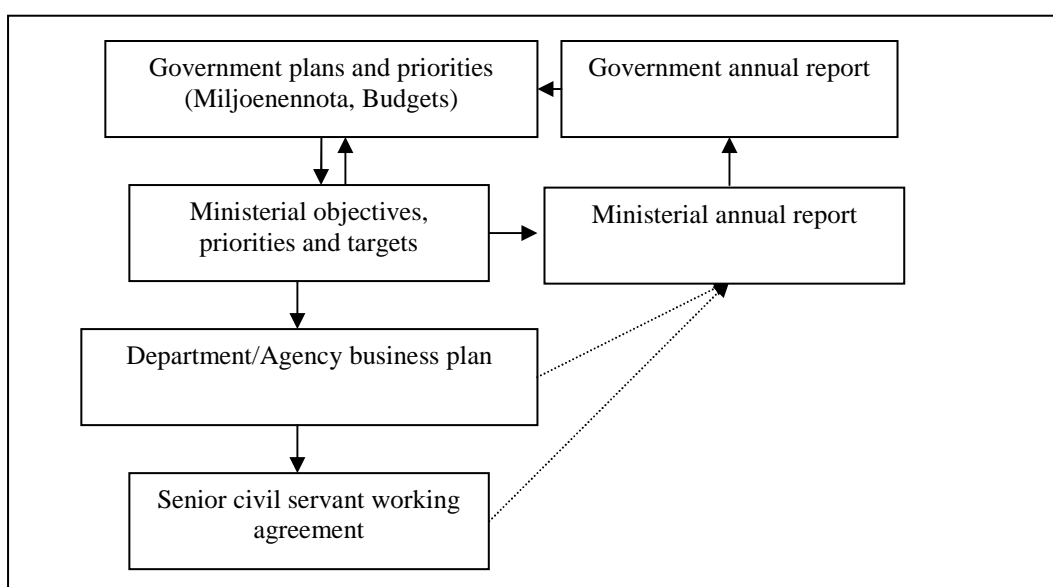 Government plans and priorities
(Miljoenennota, Budgets)
Government annual report
Ministerial objectives,
priorities and targets
Ministerial annual report
Department/Agency business plan
Senior civil servant working
agreement